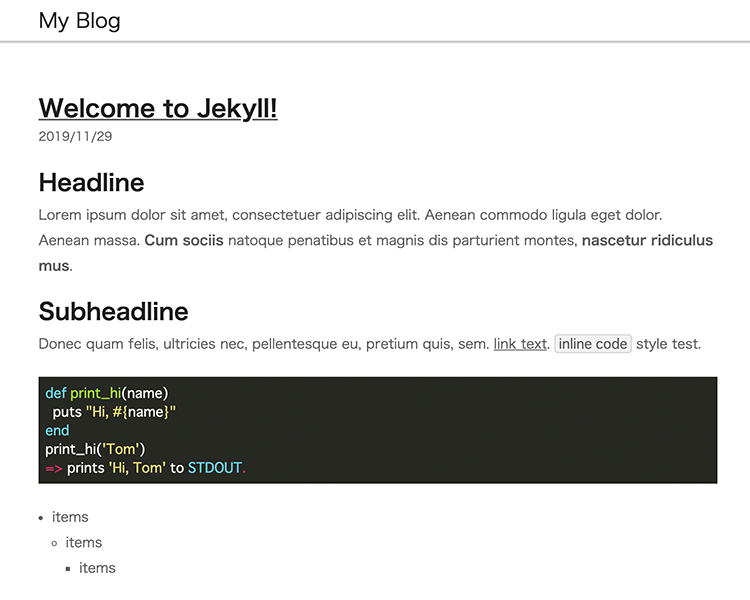 My Blog
Welcome to Jekyll!
2019/11/29
Headline
Lorem ipsum dolor sit amet, consectetuer adipiscing elit. Aenean commodo ligula eget dolor.
Aenean massa. Cum sociis natoque penatibus et magnis dis parturient montes, nascetur ridiculus
mus.
Subheadline
Donec quam felis, ultricies nec, pellentesque eu, pretium quis, sem. link text. inline code style test.
def print_hi(name)
  puts "Hi, #{name}"
end
print_hi('Tom')
=> prints 'Hi, Tom' to STDOUT.
items
items
items